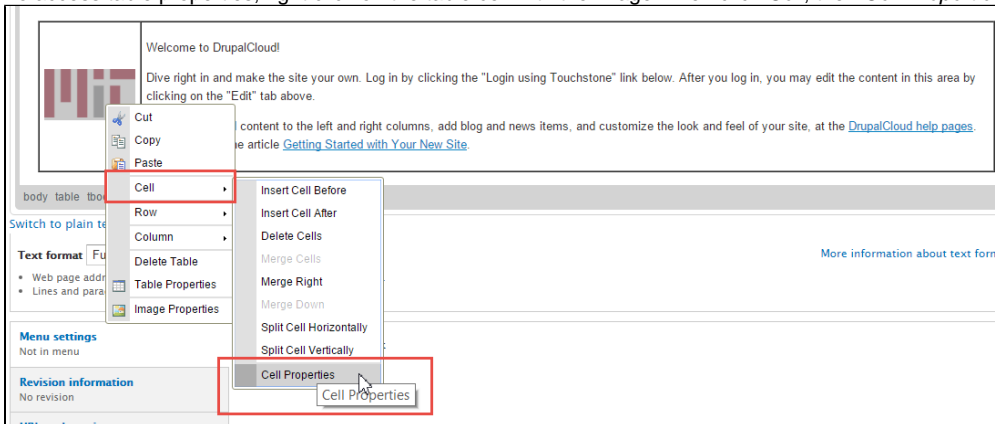 Welcome to DrupalCloud!
Dive right in and make the site your own. Log in by clicking the "Login using Touchstone" link below. After you log in, you may edit the content in this area by
clicking on the "Edit" tab above.
content to the left and right columns, add blog and news items, and customize the look and feel of your site, at the DrupalCloud help pages.
article Getting Started with Your New Site.
Cut
Copy
Paste
Cell
Row
Column
Delete Table
Table Properties
Image Properties
Insert Cell Before
Insert Cell After
Delete Cells
Merge Cells
Merge Right
Merge Down
Split Cell Horizontally
Split Cell Vertically
Cell Properties
Cell Properties
body table
Switch to plain
Text format
More information about text
Web page
Lines and
Menu settings
Not in menu
Revision information
No revision